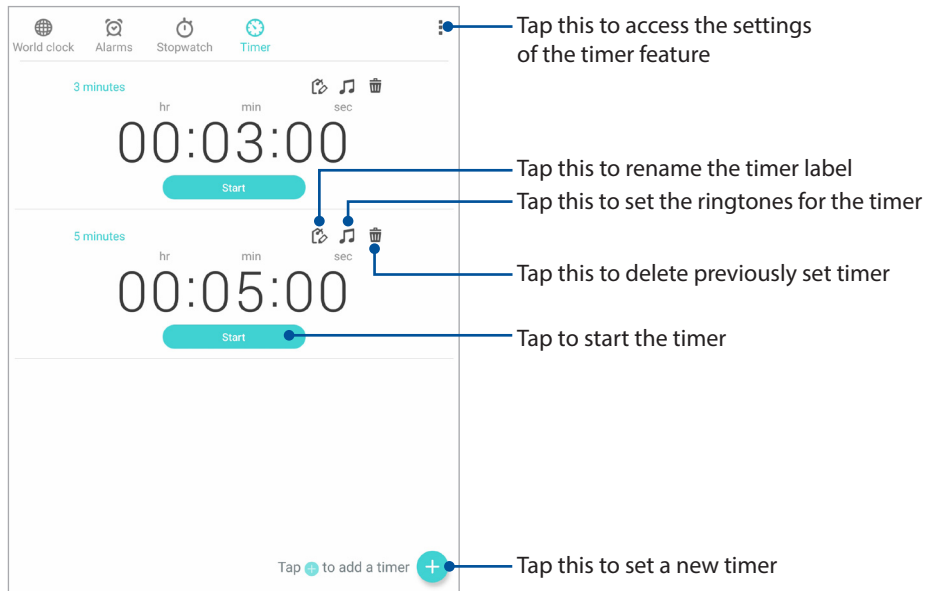 World clock Alarms Stopwatch Timer
Tap this to access the settings
of the timer feature
3 minutes
hr min sec
00:03:00
Start
Tap this to rename the timer label
Tap this to set the ringtones for the timer
5 minutes
hr min sec
00:05:00
Tap this to delete previously set timer
Start
Tap to start the timer
Tap + to add a timer +
Tap this to set a new timer